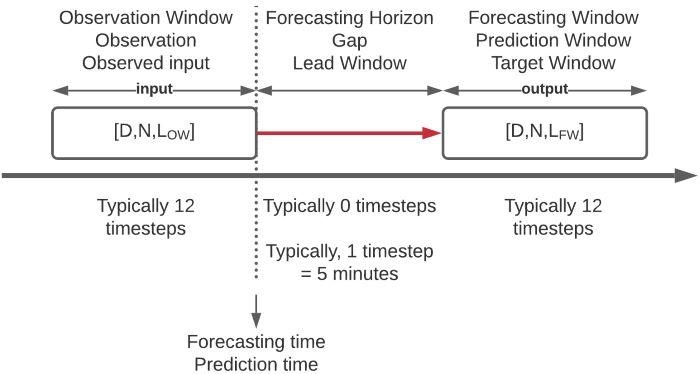 Observation Window
Observation
Observed input
Forecasting Horizon
Gap
Lead Window
Forecasting Window
Prediction Window
Target Window
input
output
[D,N,LOW]
[D,N,LFW]
Typically 12
timesteps
Typically 0 timesteps
Typically, 1 timestep
= 5 minutes
Typically 12
timesteps
Forecasting time
Prediction time